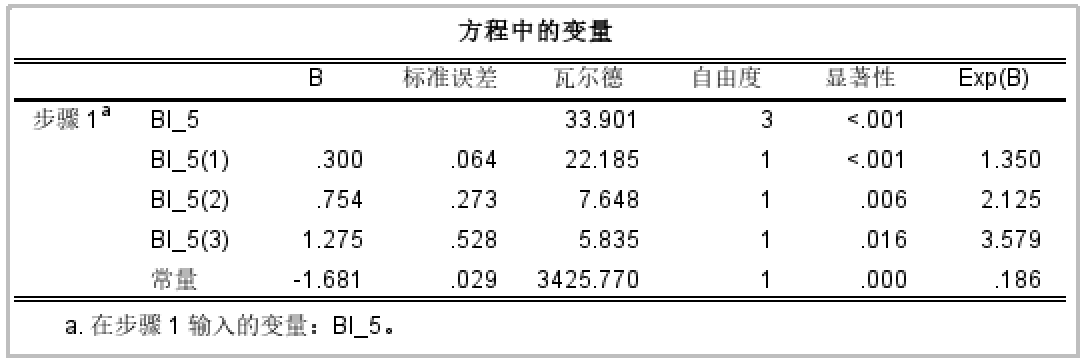 方程中的变量
B 标准误差 瓦尔德 自由度 显著性 Exp(B)
步骤 1a BI_5 33.901 3 <.001
BI_5(1) .300 .064 22.185 1 <.001 1.350
BI_5(2) .754 .273 7.648 1 .006 2.125
BI_5(3) 1.275 .528 5.835 1 .016 3.579
常量 -1.681 .029 3425.770 1 .000 .186
a. 在步骤 1 输入的变量：BI_5。